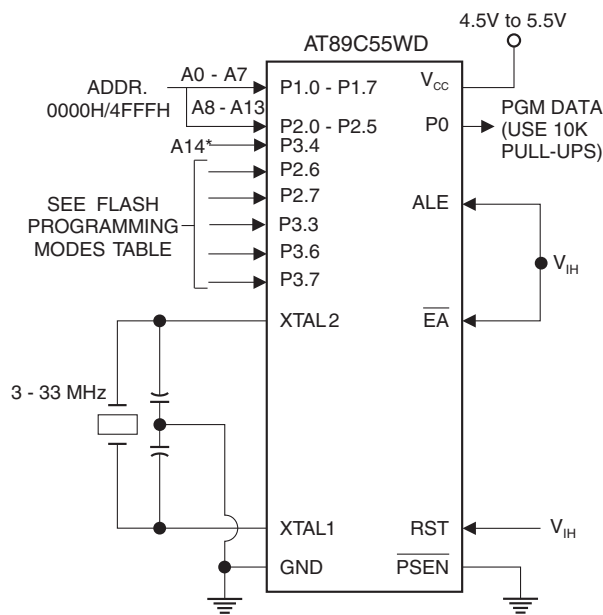 4.5V to 5.5V
AT89C55WD
ADDR.
0000H/4FFFH
A0 - A7
P1.0 - P1.7
VCC
A8 - A13
P2.0 - P2.5
P0
PGM DATA
(USE 10K
PULL-UPS)
A14*
P3.4
P2.6
SEE FLASH
PROGRAMMING
MODES TABLE
P2.7
ALE
P3.3
P3.6
VIH
P3.7
XTAL2
EA
3 - 33 MHz
XTAL1
RST
VIH
GND
PSEN